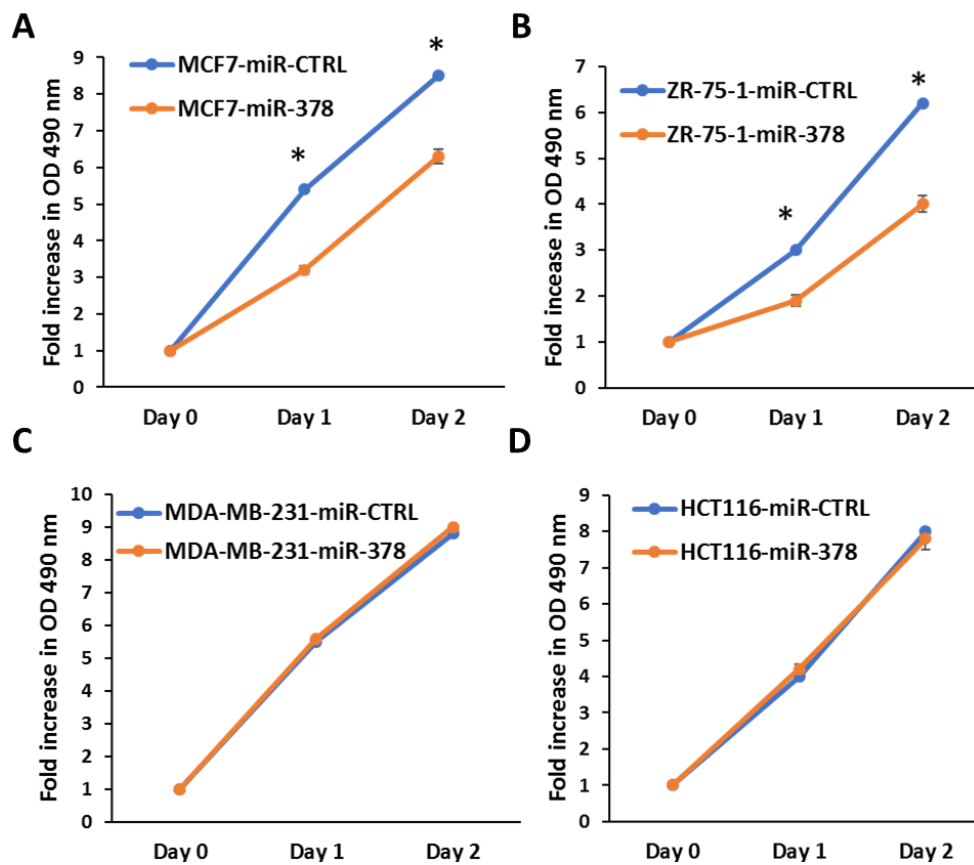 A
Fold increase in OD 490 nm
9
8
7
6
5
4
3
2
1
0
MCF7-miR-CTRL
MCF7-miR-378
*
*
Day 0
Day 1
Day 2
B
Fold incease in OD 490 nm
7
6
5
4
3
2
1
0
ZR-75-1-miR-CTRL
ZR-75-1-miR-378
*
*
Day 0
Day 1
Day 2
C
Fold increase in OD 490 nm
10
9
8
7
6
5
4
3
2
1
0
MDA-MB-231-miR-CTRL
MDA-MB-231-miR-378
Day 0
Day 1
Day 2
D
Fold increase in OD 490 nm
9
8
7
6
5
4
3
2
1
0
HCT116-miR-CTRL
HCT116-miR-378
Day 0
Day 1
Day 2